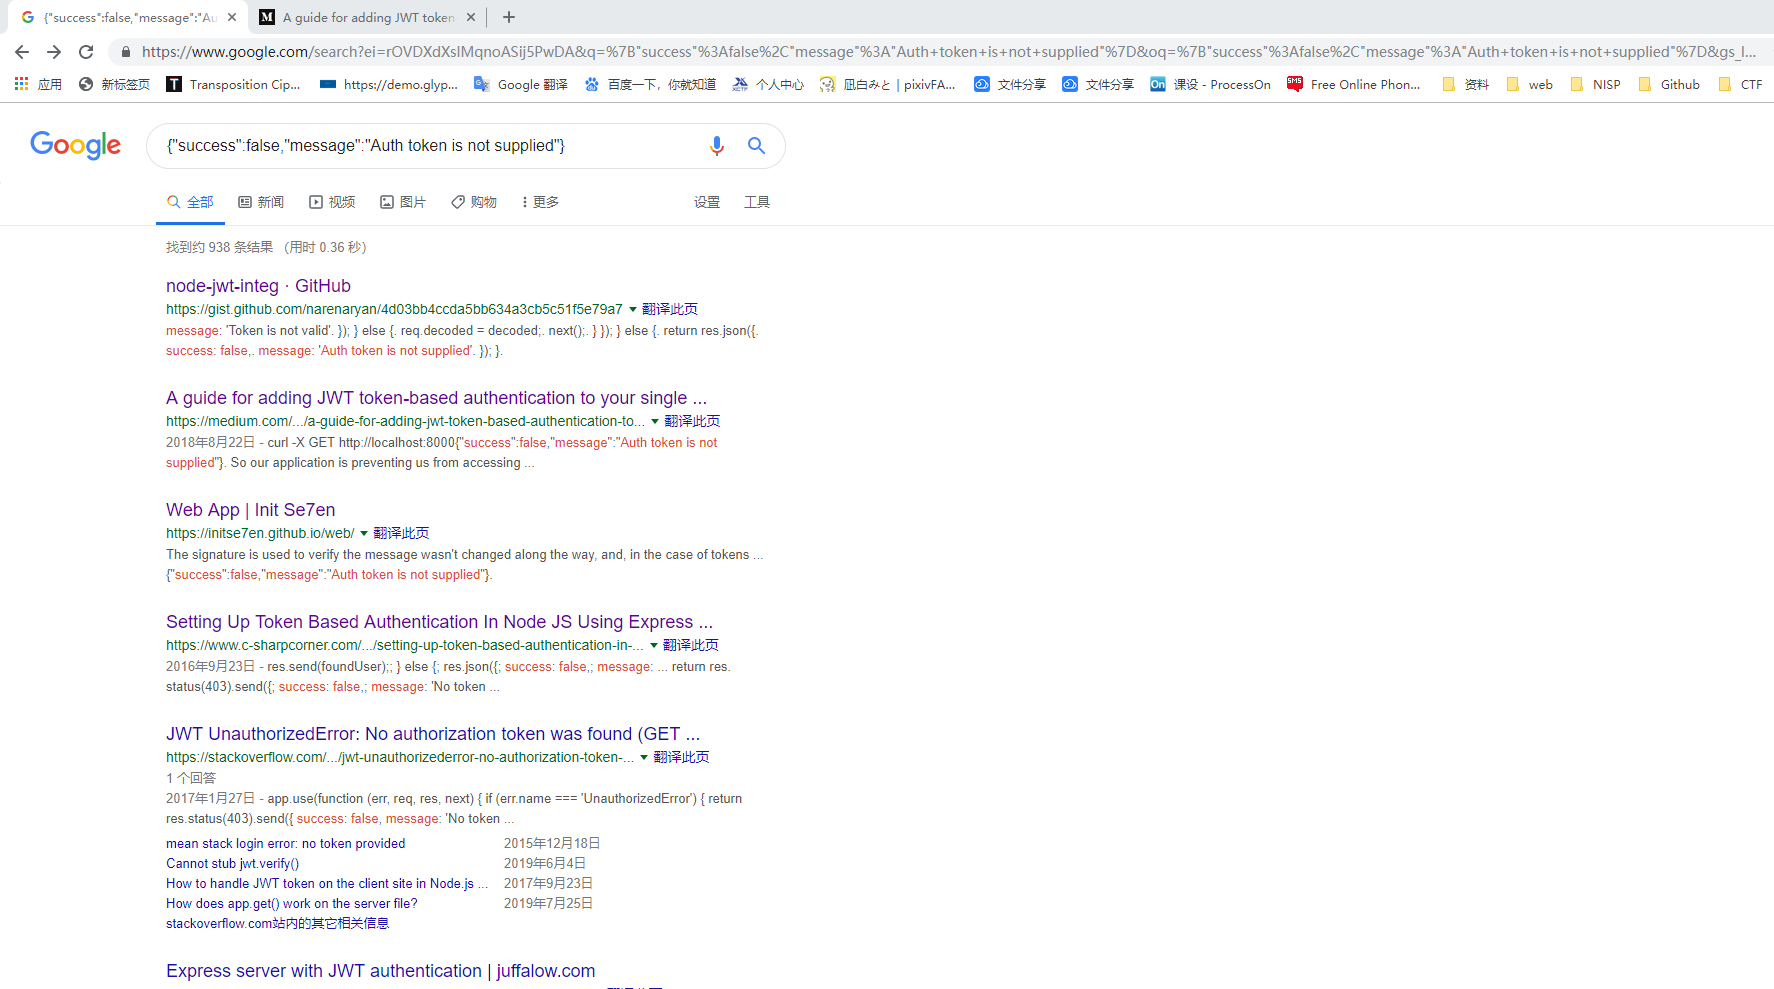 {"success":false,"message":"Au
A guide for adding JWT token
https://www.google.com/search?ei=rOVDXdXsIMqnoASij5PwDA&q=%7B"success"%3Afalse%2C"message"%3A"Auth+token+is+not+supplied"%7D&oq=%7B"success"%3Afalse%2C"message"%3A"Auth+token+is+not+supplied"%7D&gs_l...
应用 新标签页 Transposition Cip... https://demo.glyp... Google 翻译 百度一下，你就知道 个人中心 凪白みと | pixivFA... 文件分享 文件分享 课设 - ProcessOn Free Online Phon... 资料 web NISP Github CTF
Google
{"success":false,"message":"Auth token is not supplied"}
全部 新闻 视频 图片 购物 更多 设置 工具
找到约 938 条结果 （用时 0.36 秒）
node-jwt-integ · GitHub
https://gist.github.com/narenaryan/4d03bb4ccda5bb634a3cb5c51f5e79a7 翻译此页
message: 'Token is not valid'. }); } else {. req.decoded = decoded;. next();. } }); } else {. return res.json({.
success: false,. message: 'Auth token is not supplied'. }); }.
A guide for adding JWT token-based authentication to your single ...
https://medium.com/.../a-guide-for-adding-jwt-token-based-authentication-to... 翻译此页
2018年8月22日 - curl -X GET http://localhost:8000{"success":false,"message":"Auth token is not
supplied"}. So our application is preventing us from accessing ...
Web App | Init Se7en
https://initse7en.github.io/web/ 翻译此页
The signature is used to verify the message wasn't changed along the way, and, in the case of tokens ...
{"success":false,"message":"Auth token is not supplied"}.
Setting Up Token Based Authentication In Node JS Using Express ...
https://www.c-sharpcorner.com/.../setting-up-token-based-authentication-in-... 翻译此页
2016年9月23日 - res.send(foundUser);; } else {; res.json({; success: false,; message: ... return res.
status(403).send({; success: false,; message: 'No token ...
JWT UnauthorizedError: No authorization token was found (GET ...
https://stackoverflow.com/.../jwt-unauthorizederror-no-authorization-token-... 翻译此页
1 个回答
2017年1月27日 - app.use(function (err, req, res, next) { if (err.name === 'UnauthorizedError') { return
res.status(403).send({ success: false, message: 'No token ...
mean stack login error: no token provided 2015年12月18日
Cannot stub jwt.verify() 2019年6月4日
How to handle JWT token on the client site in Node.js ... 2017年9月23日
How does app.get() work on the server file? 2019年7月25日
stackoverflow.com站内的其它相关信息
Express server with JWT authentication | juffalow.com